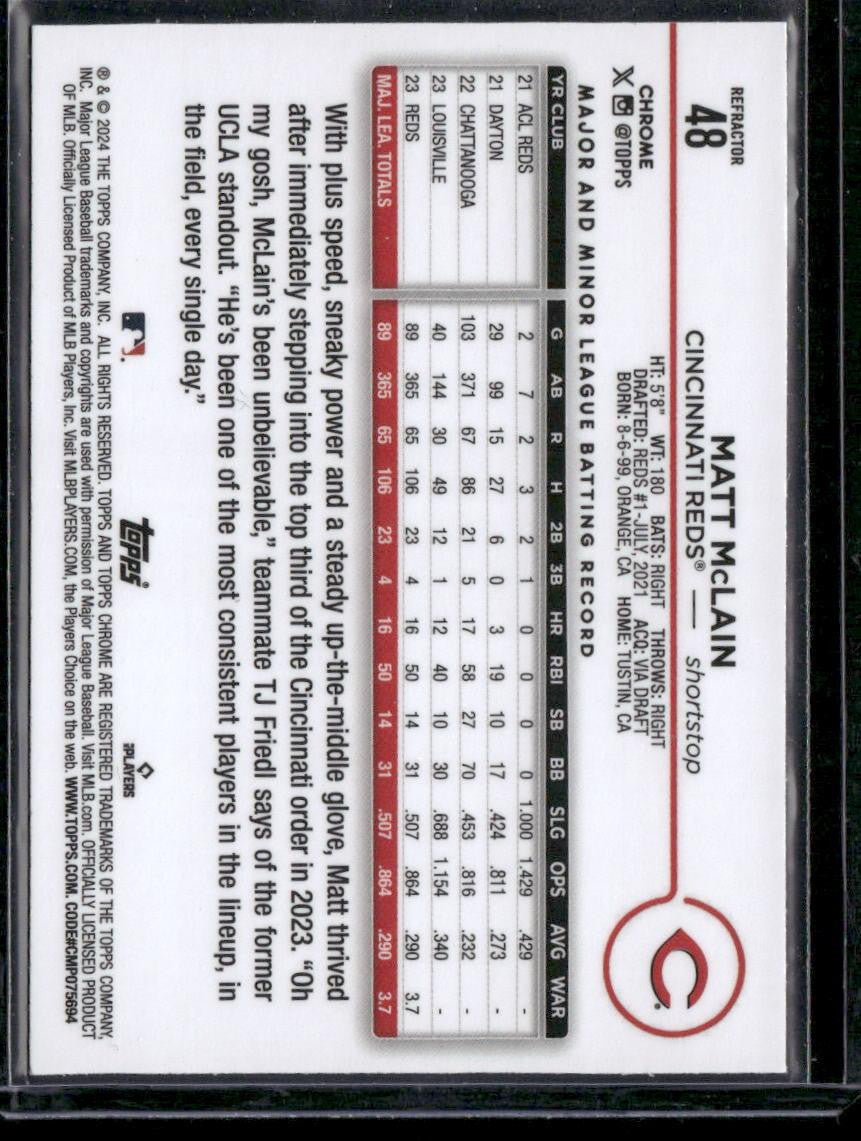 REFRACTOR
48
MATT McLAIN
CINCINNATI REDS® — shortstop
CHROME
@TOPPS
HT: 5'8" WT: 180 BATS: RIGHT THROWS: RIGHT
DRAFTED: REDS #1-JULY, 2021 ACQ: VIA DRAFT
BORN: 8-6-99, ORANGE, CA HOME: TUSTIN, CA
MAJOR AND MINOR LEAGUE BATTING RECORD
YR CLUB G AB R H 2B 3B HR RBI SB BB SLG OPS AVG WAR
21 ACL REDS 2 7 2 3 2 1 0 0 0 0 1.000 1.429 .429 -
21 DAYTON 29 99 15 27 6 0 3 19 10 17 .424 .811 .273 -
22 CHATTANOOGA 103 371 67 86 21 5 17 58 27 70 .453 .816 .232 -
23 LOUISVILLE 40 144 30 49 12 1 12 40 10 30 .688 1.154 .340 -
23 REDS 89 365 65 106 23 4 16 50 14 31 .507 .864 .290 3.7
MAJ. LEA. TOTALS 89 365 65 106 23 4 16 50 14 31 .507 .864 .290 3.7
With plus speed, sneaky power and a steady up-the-middle glove, Matt thrived
after immediately stepping into the top third of the Cincinnati order in 2023. “Oh
my gosh, McLain's been unbelievable,” teammate TJ Friedl says of the former
UCLA standout. “He's been one of the most consistent players in the lineup, in
the field, every single day.”
TOPPS®
PLAYERS
® & © 2024 THE TOPPS COMPANY, INC. ALL RIGHTS RESERVED. TOPPS AND TOPPS CHROME ARE REGISTERED TRADEMARKS OF THE TOPPS COMPANY,
INC. Major League Baseball trademarks and copyrights are used with permission of Major League Baseball. Visit MLB.com. OFFICIALLY LICENSED PRODUCT
OF MLB. Officially Licensed Product of MLB Players, Inc. Visit MLBPLAYERS.COM, the Players Choice on the web. WWW.TOPPS.COM. CODE#CMP075694